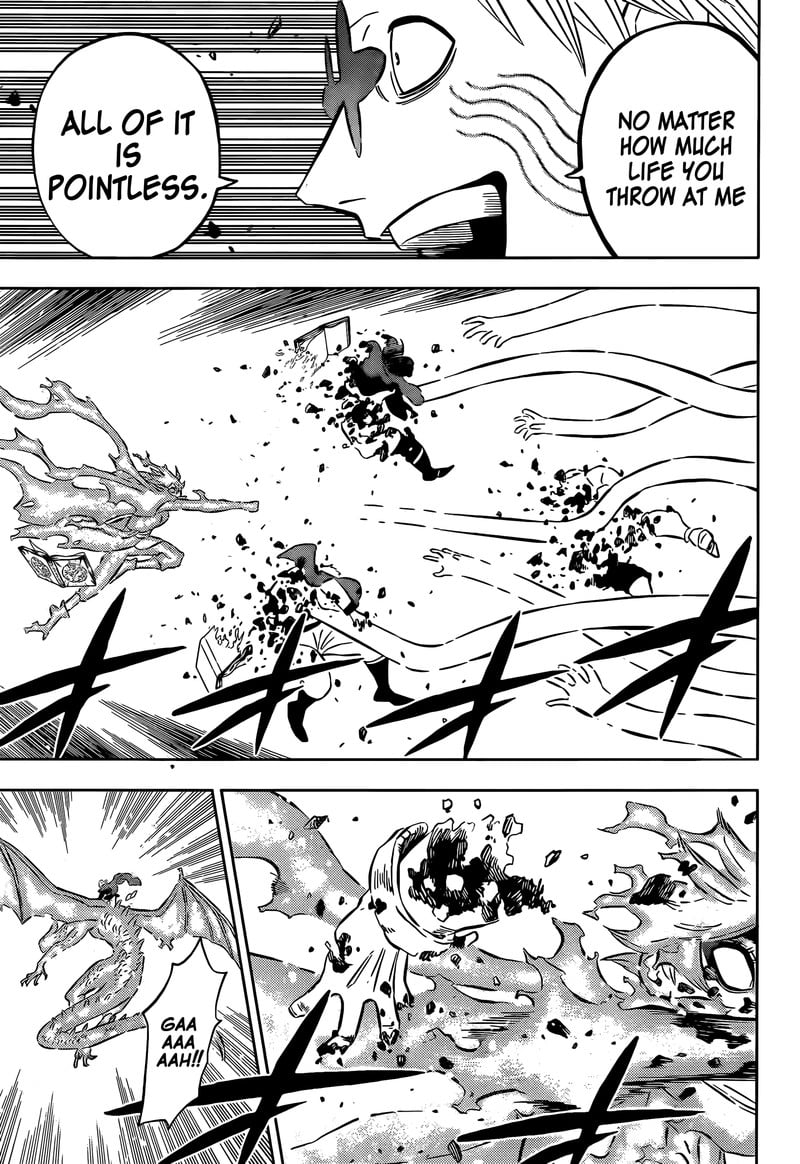 NO MATTER
HOW MUCH
LIFE YOU
THROW AT ME
ALL OF IT
IS
POINTLESS.
GAA
AAA
AAH!!